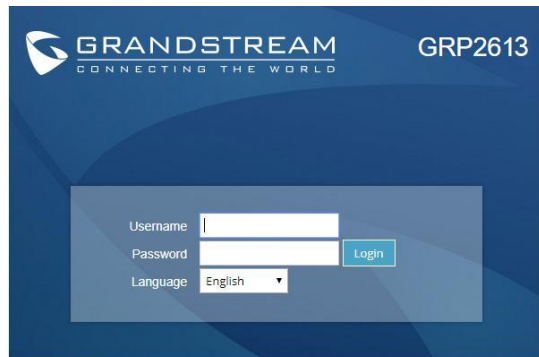 GRANDSTREAM
CONNECTING THE WORLD
GRP2613
Username
Password
Login
Language
English